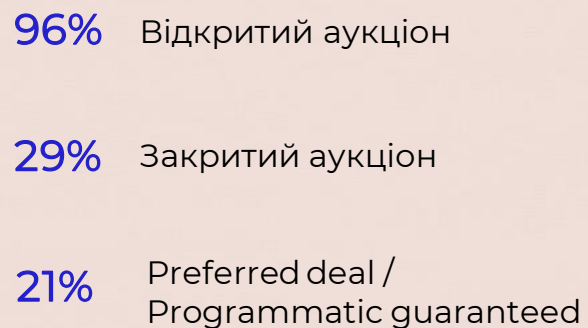 96% Відкритий аукціон
29% Закритий аукціон
21% Preferred deal /
Programmatic guaranteed